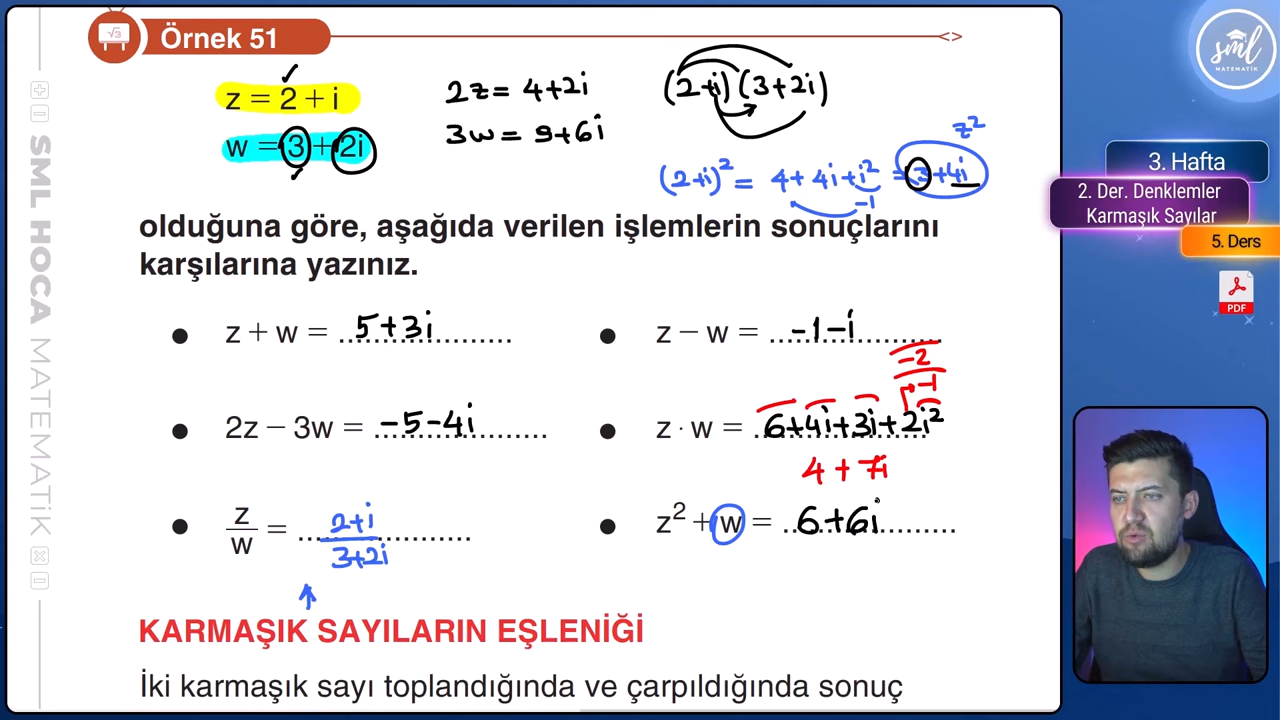 Örnek 51
z = 2 + i
w = 3 + 2i
2z = 4+2i
3w = 9+6i
(2+i)(3+2i)
z²
(2+i)² = 4 + 4i + i² = 3+4i
-1
olduğuna göre, aşağıda verilen işlemlerin sonuçlarını
karşılarına yazınız.
● z + w = 5+3i
● z − w = -1-i
-2
-1
● 2z − 3w = -5-4i
● z · w = 6+4i+3i+2i²
4 + 7i
● z/w = 2+i/3+2i
● z² + w = 6+6i
KARMAŞIK SAYILARIN EŞLENİĞİ
İki karmaşık sayı toplandığında ve çarpıldığında sonuç
SML HOCA MATEMATİK
sml
MATEMATİK
3. Hafta
2. Der. Denklemler
Karmaşık Sayılar
5. Ders
PDF